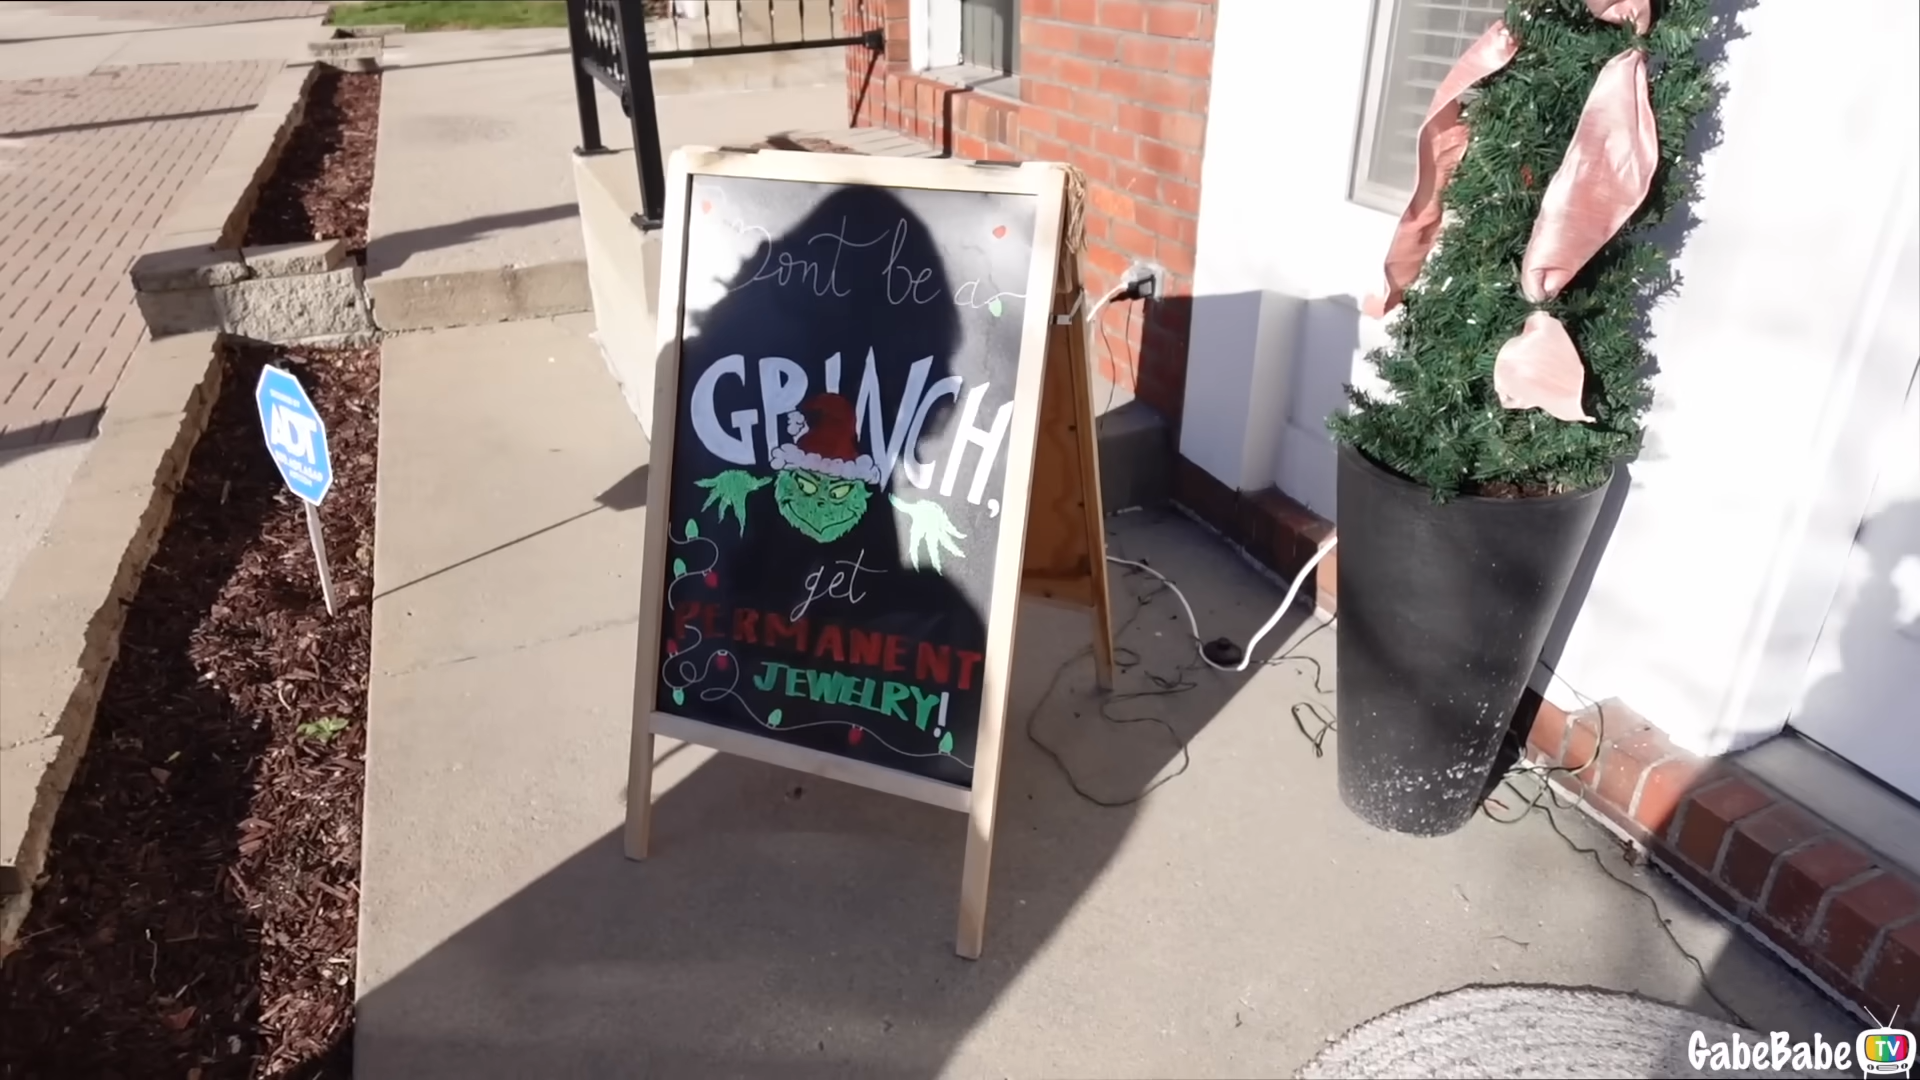 Dont be a
GRINCH,
get
PERMANENT
JEWELRY!
ADT
GabeBabe TV